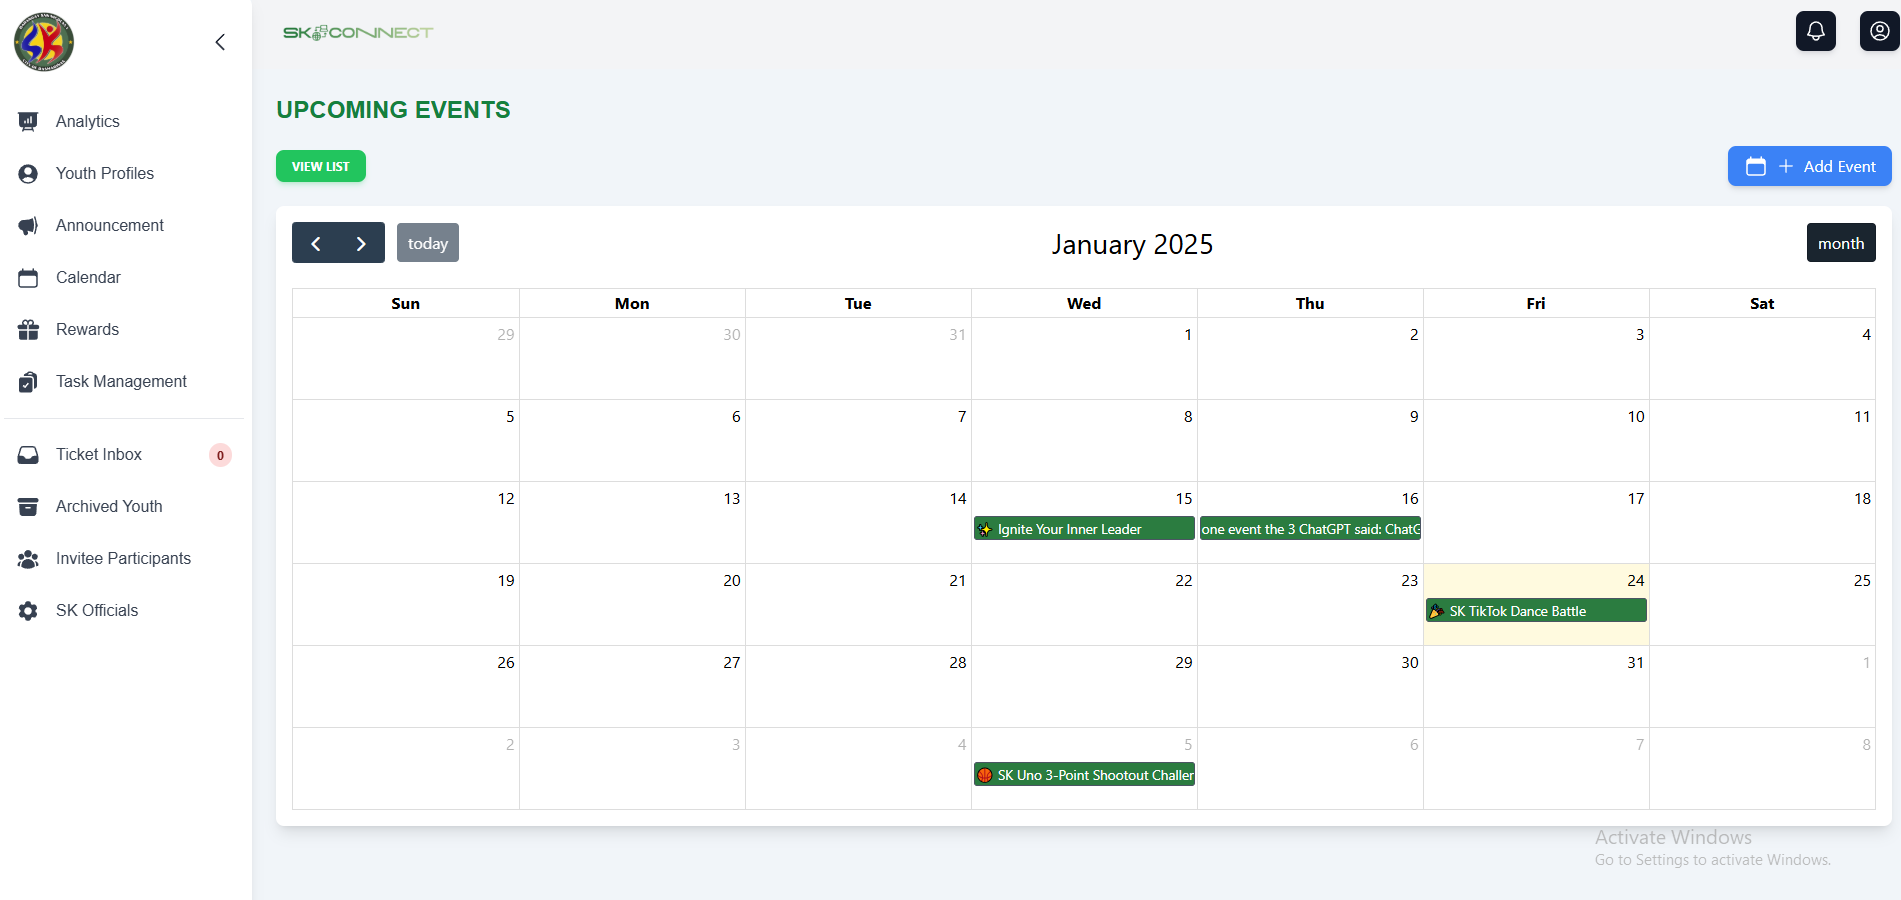 SK CONNECT
Analytics
Youth Profiles
Announcement
Calendar
Rewards
Task Management
Ticket Inbox 0
Archived Youth
Invitee Participants
SK Officials
UPCOMING EVENTS
VIEW LIST
+ Add Event
today
January 2025
month
Sun Mon Tue Wed Thu Fri Sat
29 30 31 1 2 3 4
5 6 7 8 9 10 11
12 13 14 15 16 17 18
✨ Ignite Your Inner Leader
one event the 3 ChatGPT said: ChatG
19 20 21 22 23 24 25
🎉 SK TikTok Dance Battle
26 27 28 29 30 31 1
2 3 4 5 6 7 8
🏀 SK Uno 3-Point Shootout Challer
Activate Windows
Go to Settings to activate Windows.